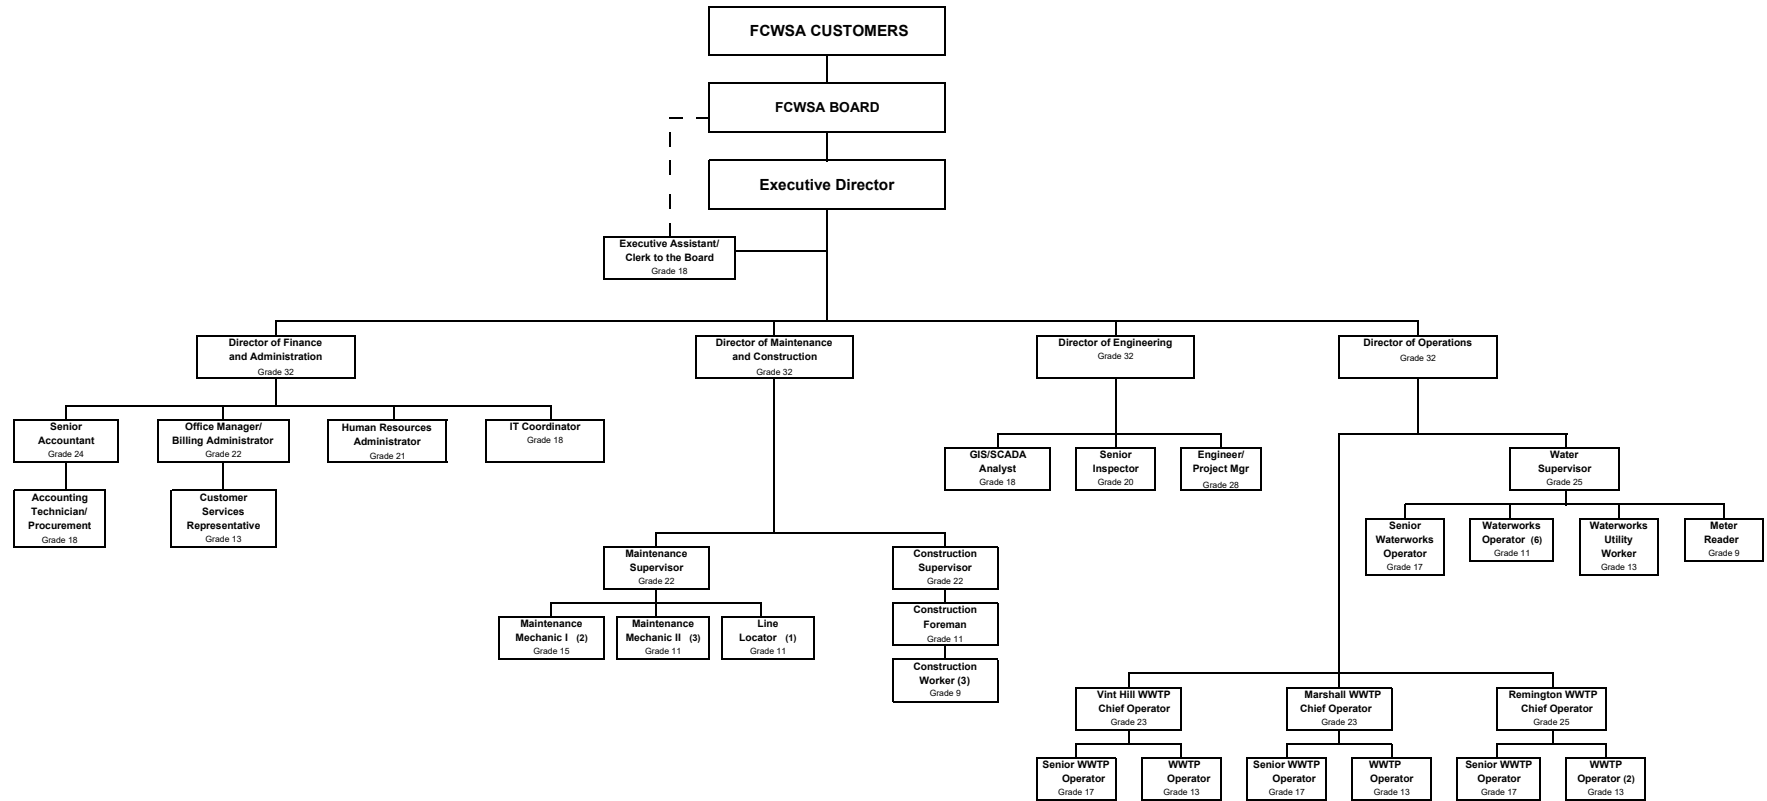 FCWSA CUSTOMERS
FCWSA BOARD
Executive Director
Executive Assistant/
Clerk to the Board
Grade 18
Director of Finance
and Administration
Grade 32
Director of Maintenance
and Construction
Grade 32
Director of Engineering
Grade 32
Director of Operations
Grade 32
Senior
Accountant
Grade 24
Office Manager/
Billing Administrator
Grade 22
Human Resources
Administrator
Grade 21
IT Coordinator
Grade 18
Accounting
Technician/
Procurement
Grade 18
Customer
Services
Representative
Grade 13
GIS/SCADA
Analyst
Grade 18
Senior
Inspector
Grade 20
Engineer/
Project Mgr
Grade 28
Water
Supervisor
Grade 25
Senior
Waterworks
Operator
Grade 17
Waterworks
Operator (6)
Grade 11
Waterworks
Utility
Worker
Grade 13
Meter
Reader
Grade 9
Maintenance
Supervisor
Grade 22
Construction
Supervisor
Grade 22
Maintenance
Mechanic I (2)
Grade 15
Maintenance
Mechanic II (3)
Grade 11
Line
Locator (1)
Grade 11
Construction
Foreman
Grade 11
Construction
Worker (3)
Grade 9
Vint Hill WWTP
Chief Operator
Grade 23
Marshall WWTP
Chief Operator
Grade 23
Remington WWTP
Chief Operator
Grade 25
Senior WWTP
Operator
Grade 17
WWTP
Operator
Grade 13
Senior WWTP
Operator
Grade 17
WWTP
Operator
Grade 13
Senior WWTP
Operator
Grade 17
WWTP
Operator (2)
Grade 13